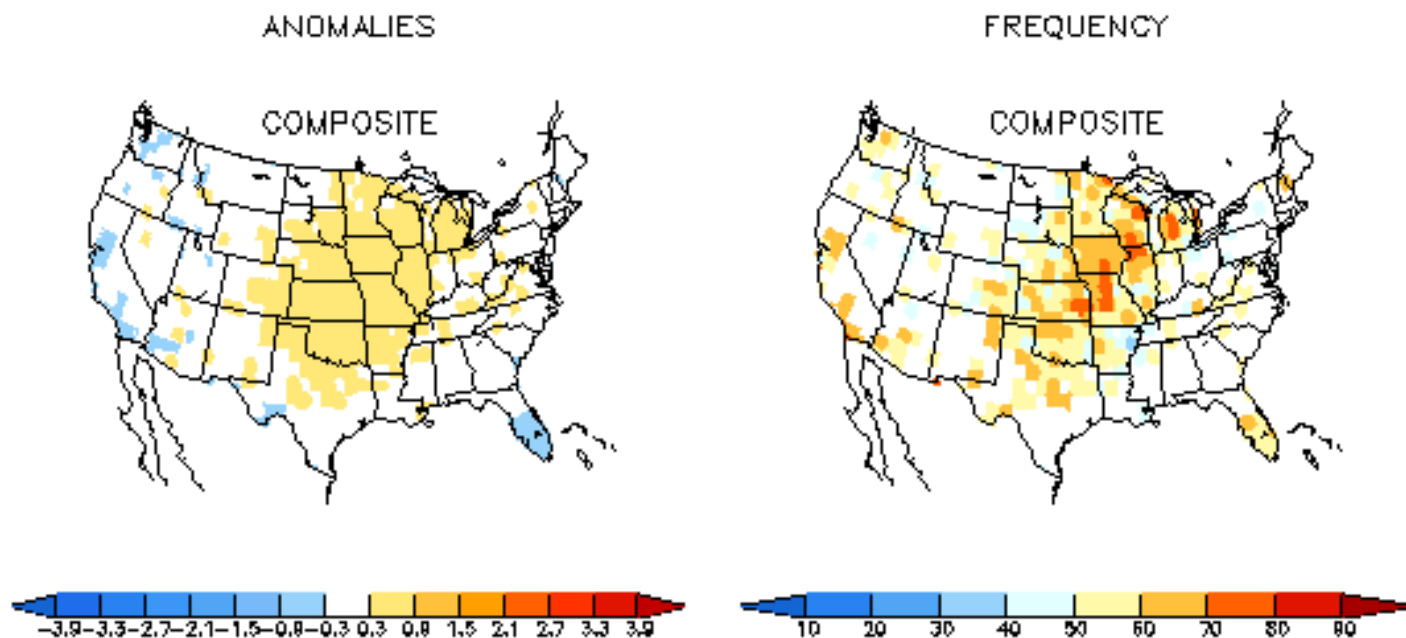 ANOMALIES
FREQUENCY
COMPOSITE
COMPOSITE
-3.9 -3.3 -2.7 -2.1 -1.5 -0.9 -0.3 0.3 0.9 1.5 2.1 2.7 3.3 3.9
10 20 30 40 50 60 70 80 90